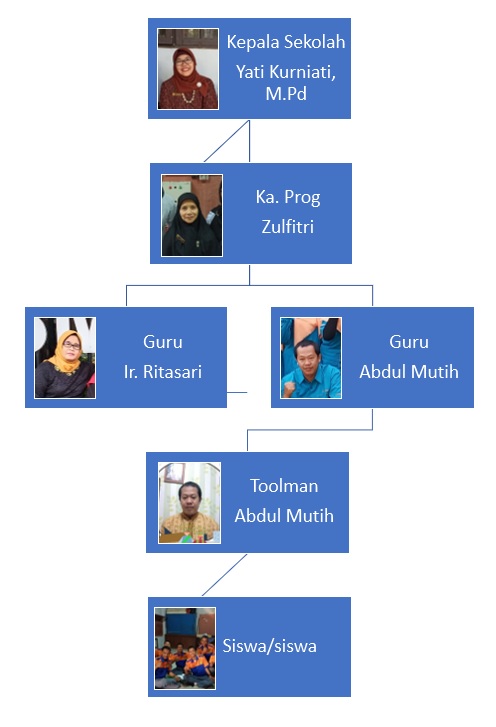 Kepala Sekolah
Yati Kurniati,
M.Pd
Ka. Prog
Zulfitri
Guru
Ir. Ritasari
Guru
Abdul Mutih
Toolman
Abdul Mutih
Siswa/siswa